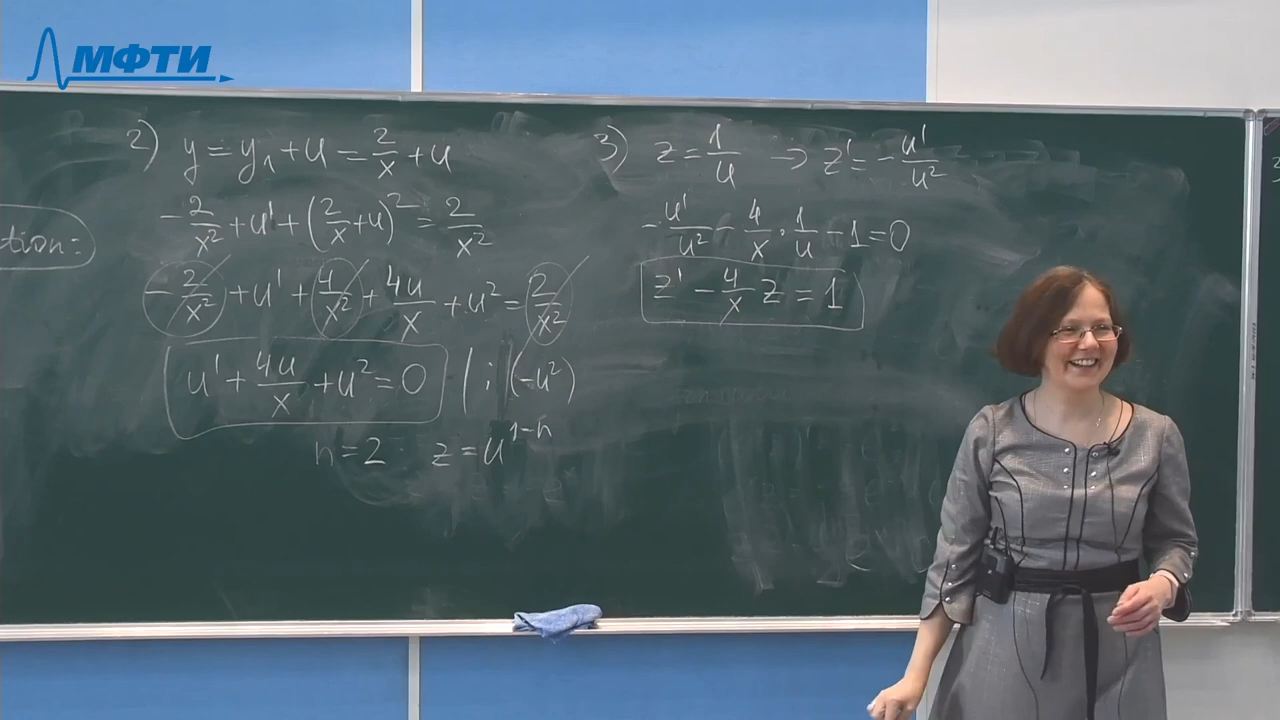 МФТИ
tion:
2) y = y₁ + u = 2/x + u
-2/x² + u' + (2/x + u)² = 2/x²
-2/x² + u' + 4/x² + 4u/x + u² = 2/x²
u' + 4u/x + u² = 0 | : (-u²)
n = 2 z = u^(1-n)
3) z = 1/u → z' = -u'/u²
-u'/u² - 4/x · 1/u - 1 = 0
z' - 4/x z = 1